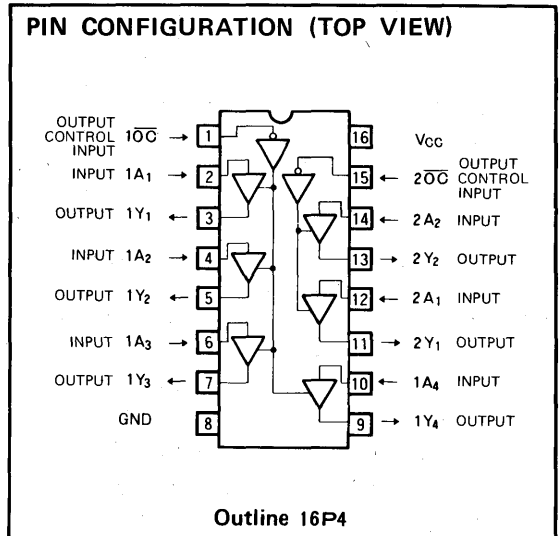 PIN CONFIGURATION (TOP VIEW)
OUTPUT
CONTROL 1O̅C̅ → 1
INPUT
INPUT 1A₁ → 2
OUTPUT 1Y₁ ← 3
INPUT 1A₂ → 4
OUTPUT 1Y₂ ← 5
INPUT 1A₃ → 6
OUTPUT 1Y₃ ← 7
GND 8
16 VCC
OUTPUT
15 ← 2O̅C̅ CONTROL
INPUT
14 ← 2A₂ INPUT
13 → 2Y₂ OUTPUT
12 ← 2A₁ INPUT
11 → 2Y₁ OUTPUT
10 ← 1A₄ INPUT
9 → 1Y₄ OUTPUT
Outline 16P4